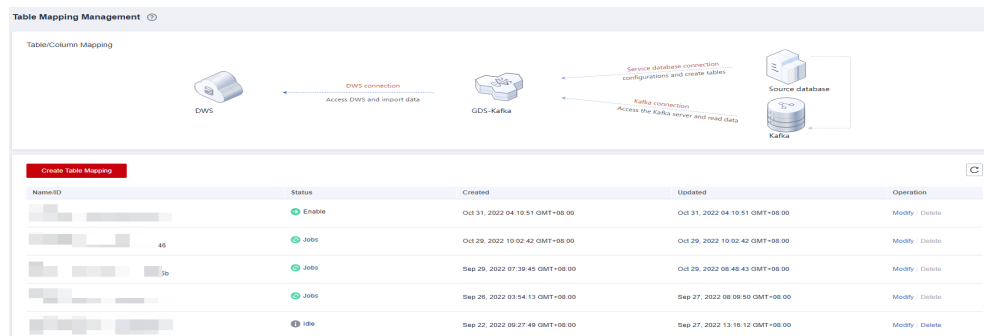 Table Mapping Management ?
Table/Column Mapping
Service database connection
configurations and create tables
Source database
DWS connection
Access DWS and import data
DWS
GDS-Kafka
Kafka connection
Access the Kafka server and read data
Kafka
Create Table Mapping
Name/ID Status Created Updated Operation
Enable Oct 31, 2022 04:10:51 GMT+08:00 Oct 31, 2022 04:10:51 GMT+08:00 Modify Delete
46 Jobs Oct 29, 2022 10:02:42 GMT+08:00 Oct 29, 2022 10:02:42 GMT+08:00 Modify Delete
5b Jobs Sep 29, 2022 07:39:45 GMT+08:00 Oct 29, 2022 08:48:43 GMT+08:00 Modify Delete
Jobs Sep 26, 2022 03:54:13 GMT+08:00 Sep 27, 2022 08:09:50 GMT+08:00 Modify Delete
Idle Sep 22, 2022 09:27:49 GMT+08:00 Sep 27, 2022 13:16:12 GMT+08:00 Modify Delete